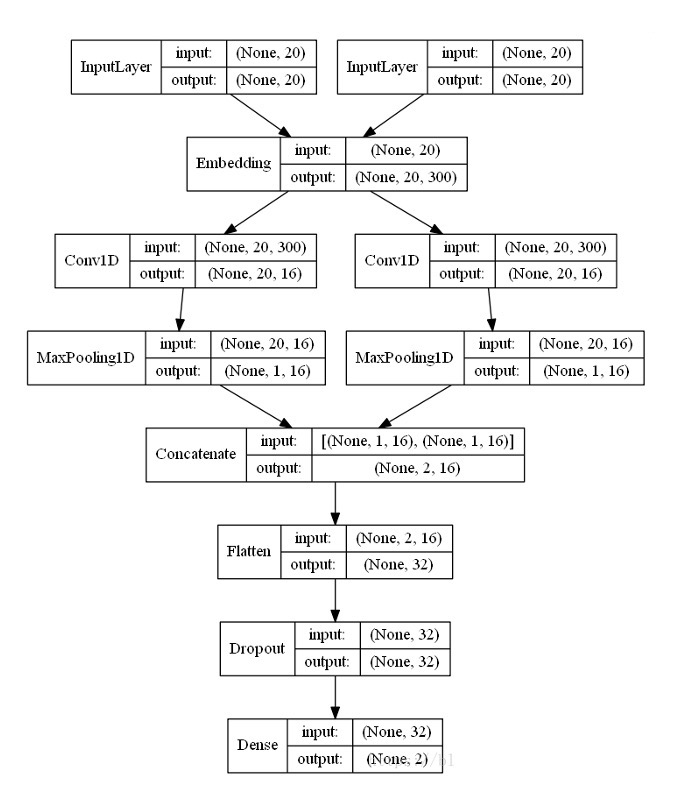 InputLayer input: (None, 20) output: (None, 20)
InputLayer input: (None, 20) output: (None, 20)
Embedding input: (None, 20) output: (None, 20, 300)
Conv1D input: (None, 20, 300) output: (None, 20, 16)
Conv1D input: (None, 20, 300) output: (None, 20, 16)
MaxPooling1D input: (None, 20, 16) output: (None, 1, 16)
MaxPooling1D input: (None, 20, 16) output: (None, 1, 16)
Concatenate input: [(None, 1, 16), (None, 1, 16)] output: (None, 2, 16)
Flatten input: (None, 2, 16) output: (None, 32)
Dropout input: (None, 32) output: (None, 32)
Dense input: (None, 32) output: (None, 2)